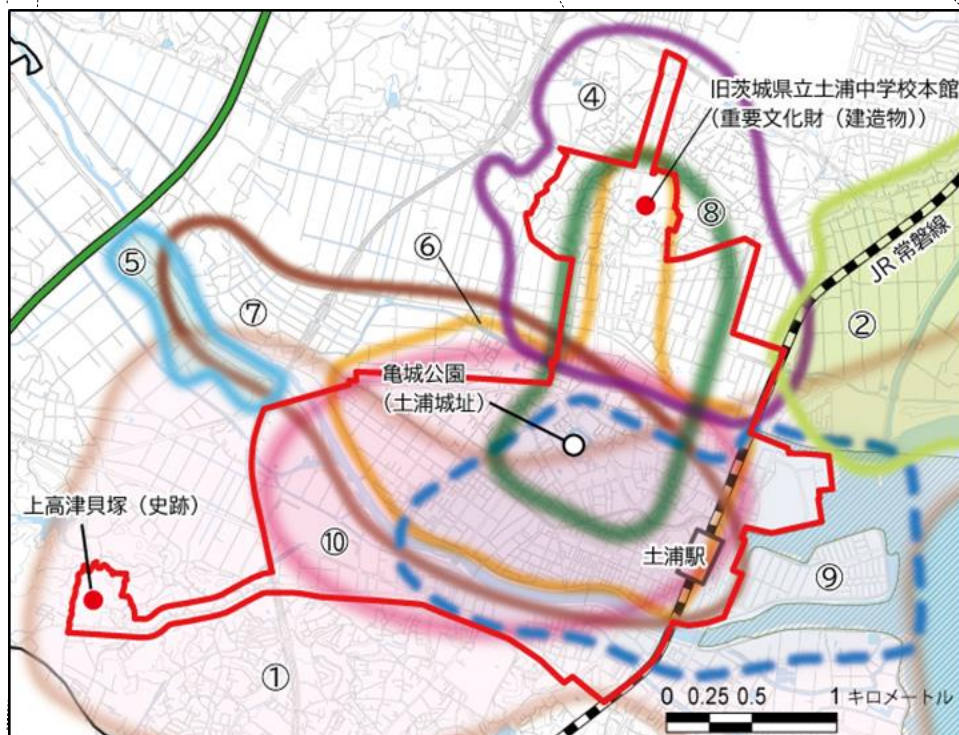 ④
旧茨城県立土浦中学校本館
（重要文化財（建造物））
⑧
JR 常磐線
⑤
⑥
⑦
②
亀城公園
（土浦城址）
上高津貝塚（史跡）
⑩
土浦駅
⑨
①
0 0.25 0.5 1 キロメートル